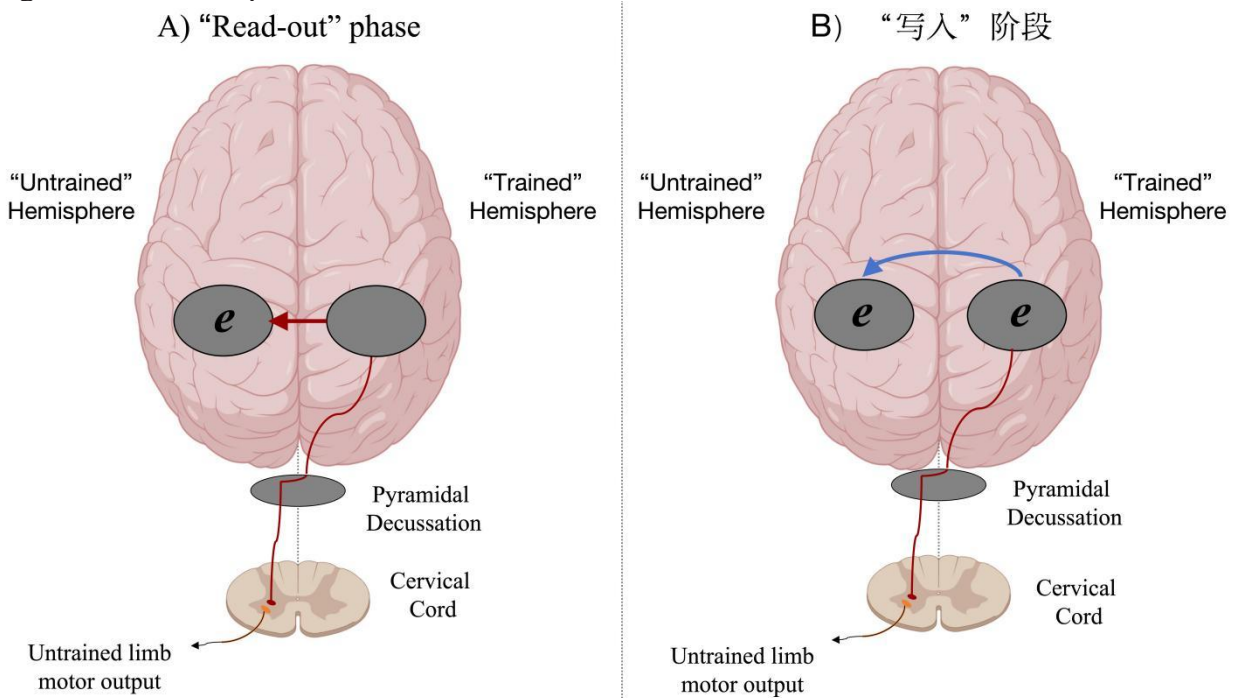 A) “Read-out” phase
“Untrained”
Hemisphere
“Trained”
Hemisphere
e
Pyramidal
Decussation
Cervical
Cord
Untrained limb
motor output
B) “写入”阶段
“Untrained”
Hemisphere
“Trained”
Hemisphere
e
e
Pyramidal
Decussation
Cervical
Cord
Untrained limb
motor output